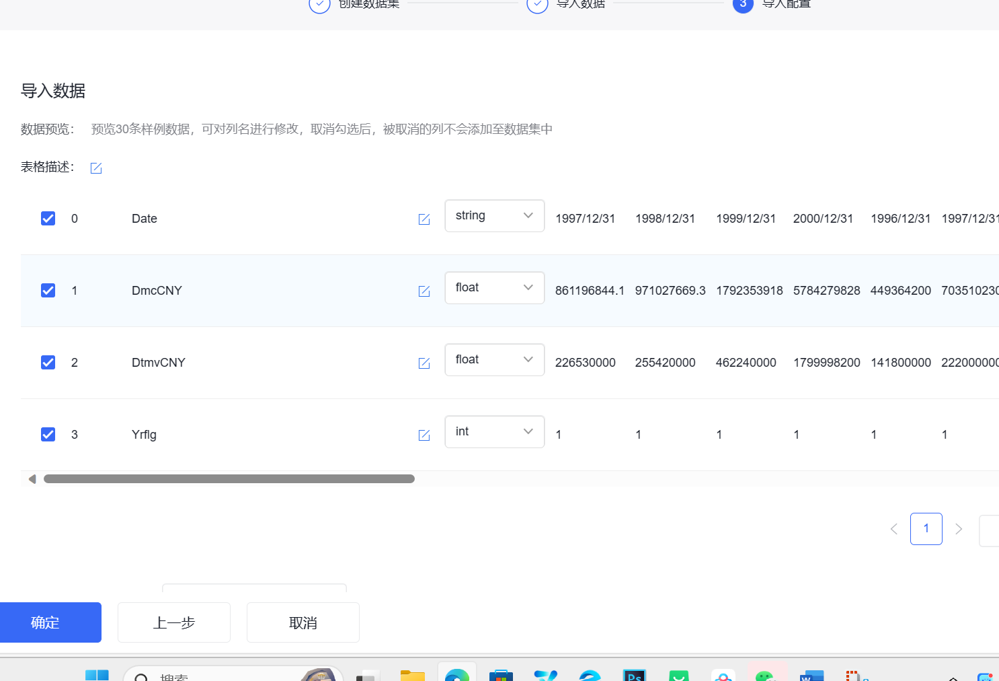 创建数据集 导入数据 3 导入配置
导入数据
数据预览： 预览30条样例数据，可对列名进行修改，取消勾选后，被取消的列不会添加至数据集中
表格描述：
0 Date string 1997/12/31 1998/12/31 1999/12/31 2000/12/31 1996/12/31 1997/12/31
1 DmcCNY float 861196844.1 971027669.3 1792353918 5784279828 449364200 703510230
2 DtmvCNY float 226530000 255420000 462240000 1799998200 141800000 222000000
3 Yrflg int 1 1 1 1 1 1
1
确定 上一步 取消
搜索
Ps
W